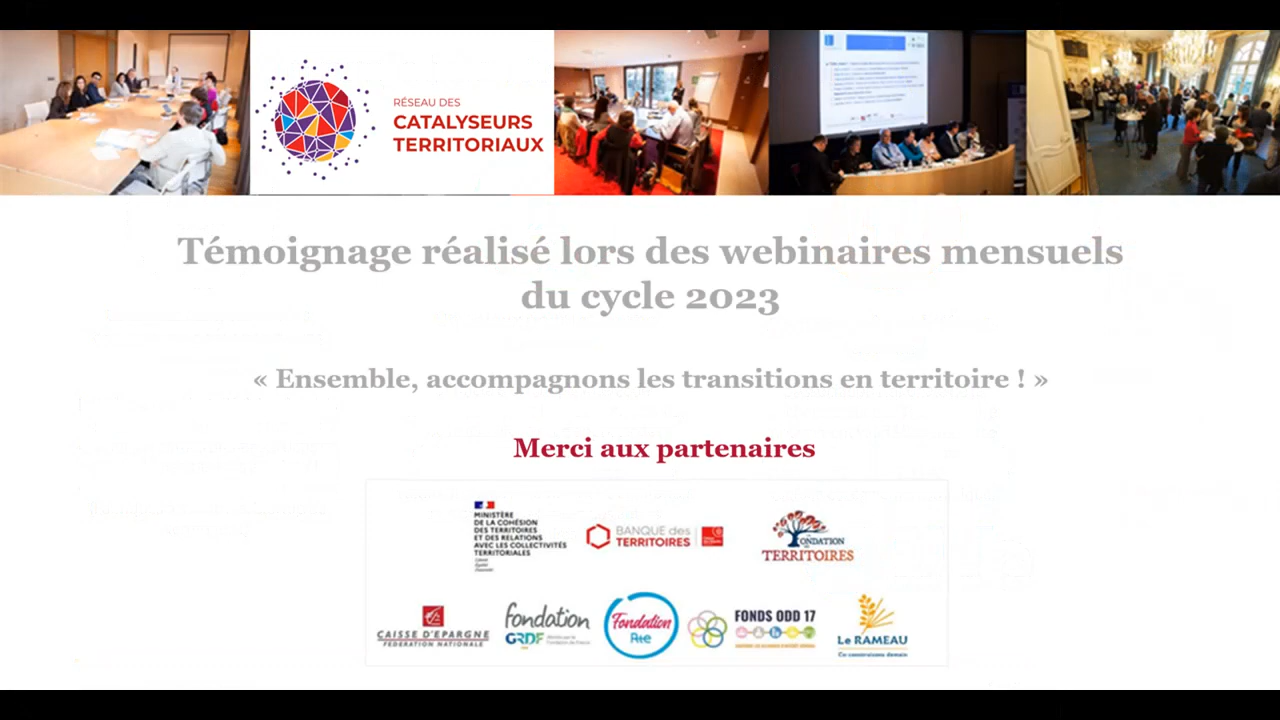 RÉSEAU DES
CATALYSEURS
TERRITORIAUX
Témoignage réalisé lors des webinaires mensuels
du cycle 2023
« Ensemble, accompagnons les transitions en territoire ! »
Merci aux partenaires
MINISTÈRE
DE LA COHÉSION
DES TERRITOIRES
ET DES RELATIONS
AVEC LES COLLECTIVITÉS
TERRITORIALES
BANQUE des
TERRITOIRES
FONDATION
TERRITOIRES
CAISSE D'EPARGNE
FEDERATION NATIONALE
fondation
GRDF
Fondation
Rte
FONDS ODD 17
Le RAMEAU
Co-construisons demain